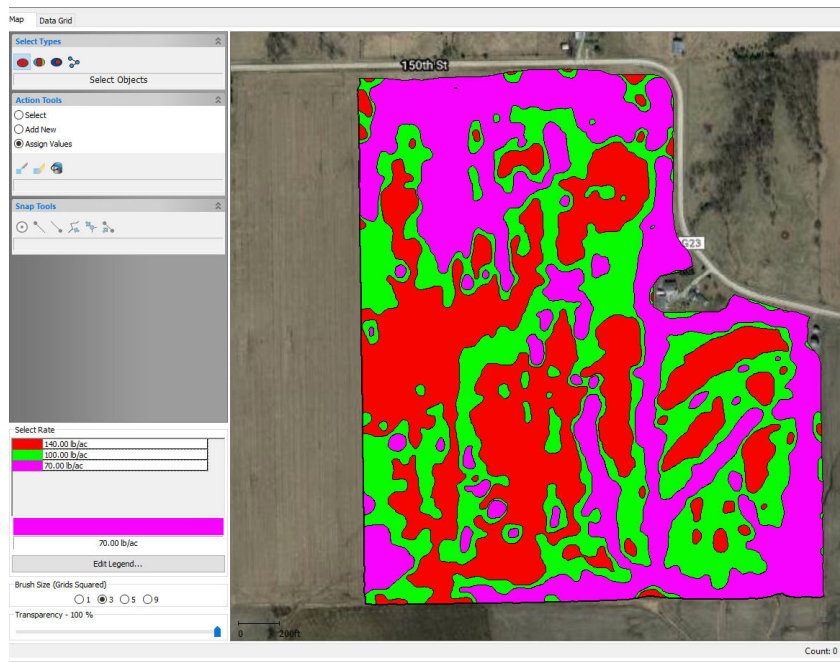 Map Data Grid
Select Types
Select Objects
Action Tools
Select
Add New
Assign Values
Snap Tools
Select Rate
140.00 lb/ac
100.00 lb/ac
70.00 lb/ac
70.00 lb/ac
Edit Legend...
Brush Size (Grids Squared)
1 3 5 9
Transparency - 100 %
150th St
G23
0 200ft
Count: 0